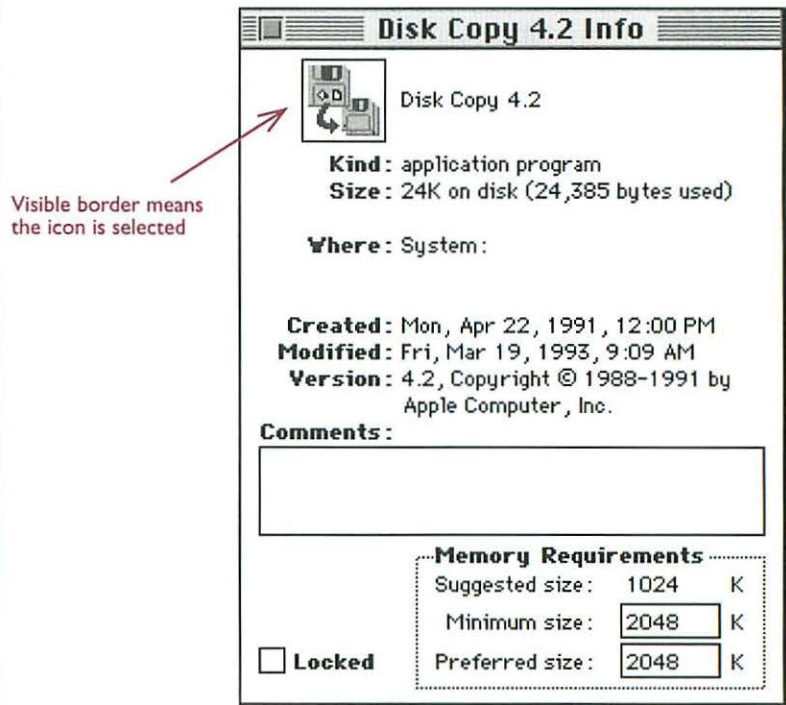 Disk Copy 4.2 Info
Disk Copy 4.2
Kind: application program
Size: 24K on disk (24,385 bytes used)
Visible border means
the icon is selected
Where: System:
Created: Mon, Apr 22, 1991, 12:00 PM
Modified: Fri, Mar 19, 1993, 9:09 AM
Version: 4.2, Copyright © 1988-1991 by
Apple Computer, Inc.
Comments:
Memory Requirements
Suggested size: 1024 K
Minimum size: 2048 K
Locked
Preferred size: 2048 K